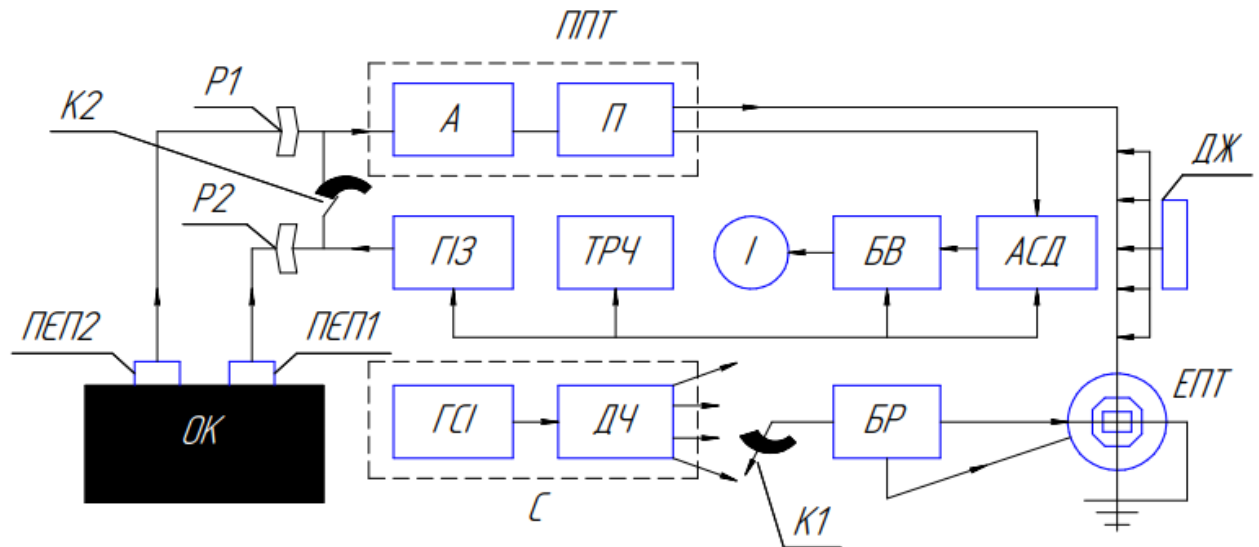 ППТ
Р1
К2
А
П
ДЖ
Р2
ГІЗ
ТРЧ
І
БВ
АСД
ПЕП2
ПЕП1
ЕПТ
ОК
ГСІ
ДЧ
БР
С
К1